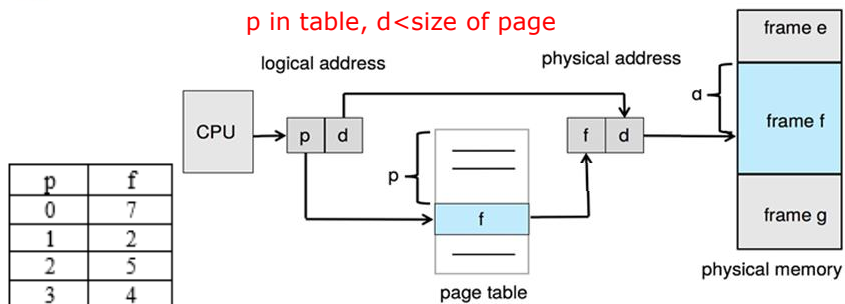 p in table, d<size of page
logical address
physical address
CPU
p d
f d
p
f
page table
d
frame e
frame f
frame g
physical memory
p f
0 7
1 2
2 5
3 4